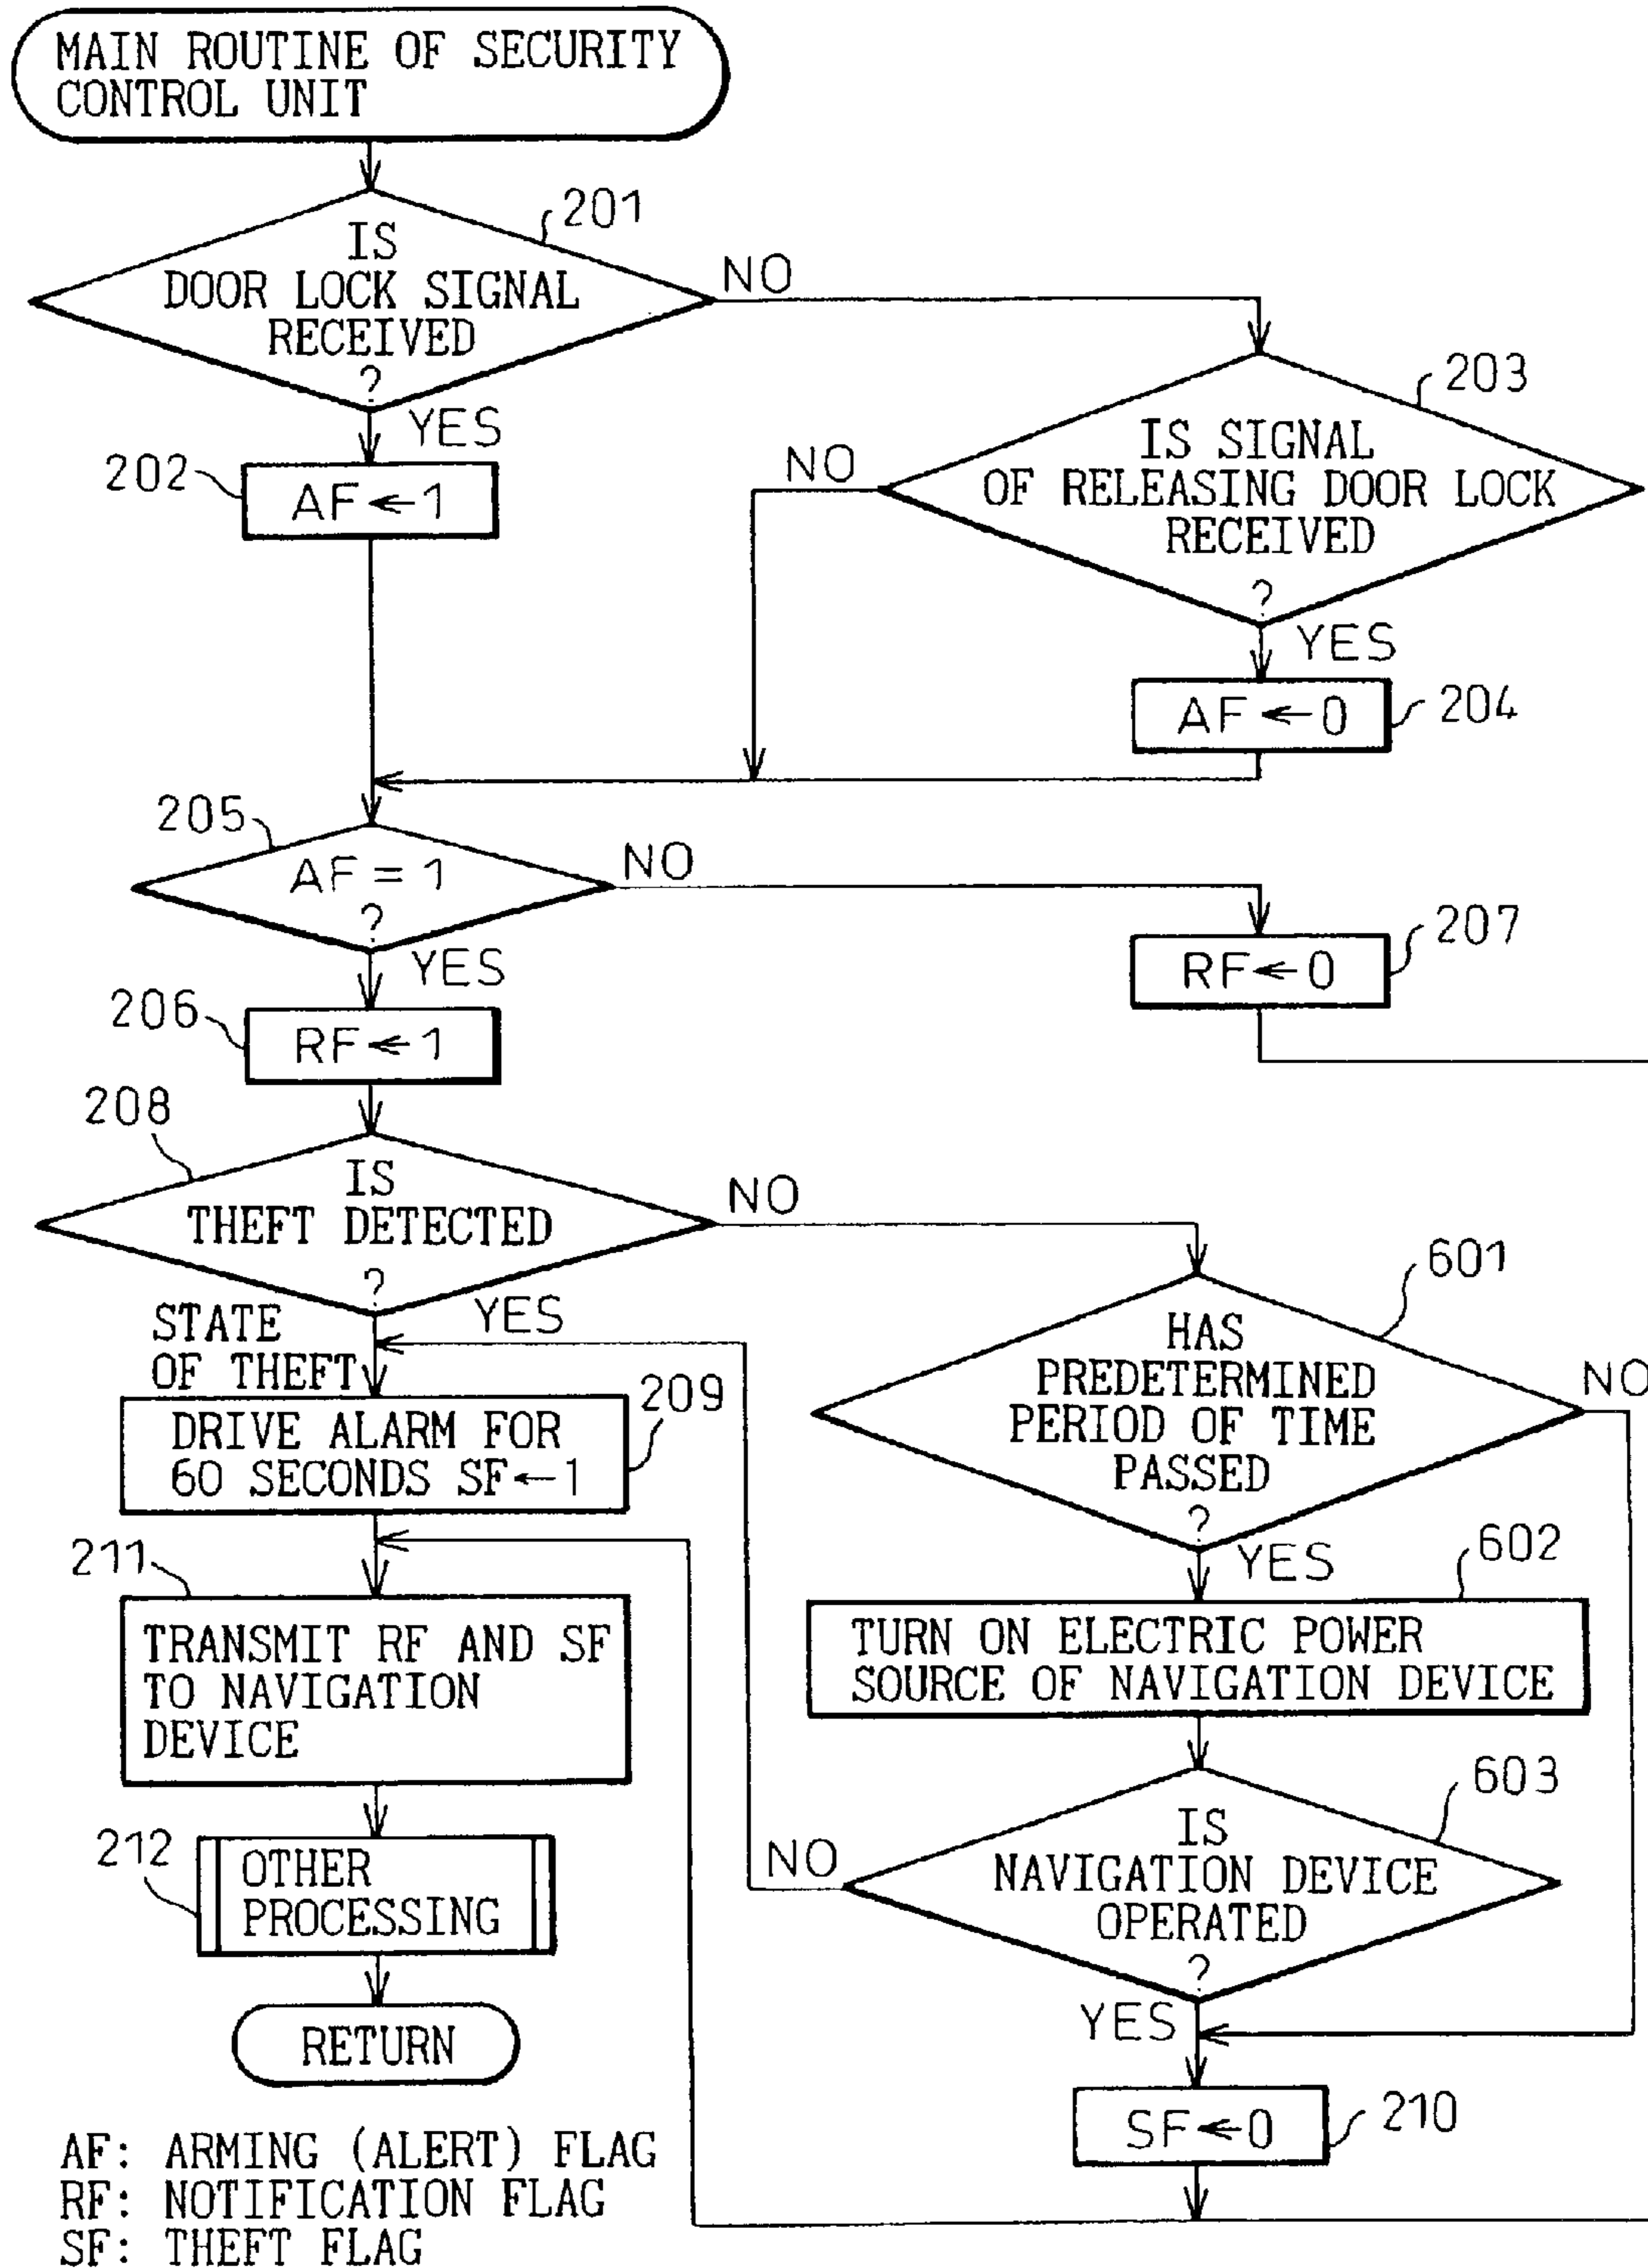 MAIN ROUTINE OF SECURITY
CONTROL UNIT
201
IS
DOOR LOCK SIGNAL
RECEIVED
?
NO
YES
202
AF←1
203
IS SIGNAL
OF RELEASING DOOR LOCK
RECEIVED
?
NO
YES
AF←0
204
205
AF=1
?
NO
YES
207
RF←0
206
RF←1
208
IS
THEFT DETECTED
?
NO
YES
STATE
OF THEFT
209
DRIVE ALARM FOR
60 SECONDS SF←1
601
HAS
PREDETERMINED
PERIOD OF TIME
PASSED
?
NO
YES
602
TURN ON ELECTRIC POWER
SOURCE OF NAVIGATION DEVICE
211
TRANSMIT RF AND SF
TO NAVIGATION
DEVICE
603
IS
NAVIGATION DEVICE
OPERATED
?
NO
YES
212
OTHER
PROCESSING
RETURN
SF←0
210
AF: ARMING (ALERT) FLAG
RF: NOTIFICATION FLAG
SF: THEFT FLAG